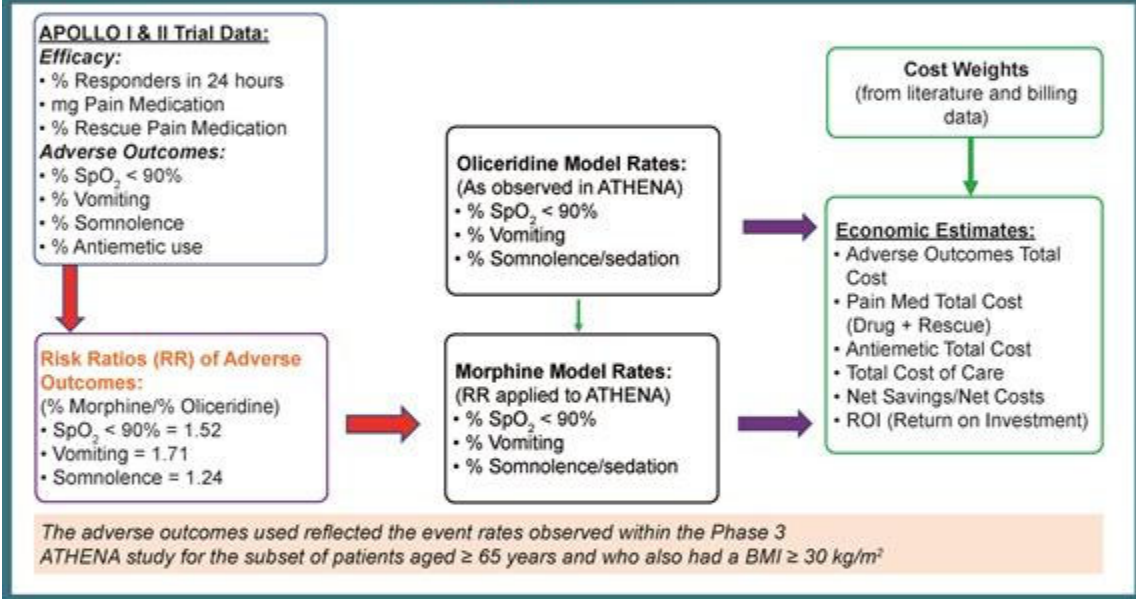 APOLLO I & II Trial Data:
Efficacy:
• % Responders in 24 hours
• mg Pain Medication
• % Rescue Pain Medication
Adverse Outcomes:
• % SpO₂ < 90%
• % Vomiting
• % Somnolence
• % Antiemetic use
Risk Ratios (RR) of Adverse
Outcomes:
(% Morphine/% Oliceridine)
• SpO₂ < 90% = 1.52
• Vomiting = 1.71
• Somnolence = 1.24
Oliceridine Model Rates:
(As observed in ATHENA)
• % SpO₂ < 90%
• % Vomiting
• % Somnolence/sedation
Morphine Model Rates:
(RR applied to ATHENA)
• % SpO₂ < 90%
• % Vomiting
• % Somnolence/sedation
Cost Weights
(from literature and billing
data)
Economic Estimates:
• Adverse Outcomes Total
Cost
• Pain Med Total Cost
(Drug + Rescue)
• Antiemetic Total Cost
• Total Cost of Care
• Net Savings/Net Costs
• ROI (Return on Investment)
The adverse outcomes used reflected the event rates observed within the Phase 3
ATHENA study for the subset of patients aged ≥ 65 years and who also had a BMI ≥ 30 kg/m²